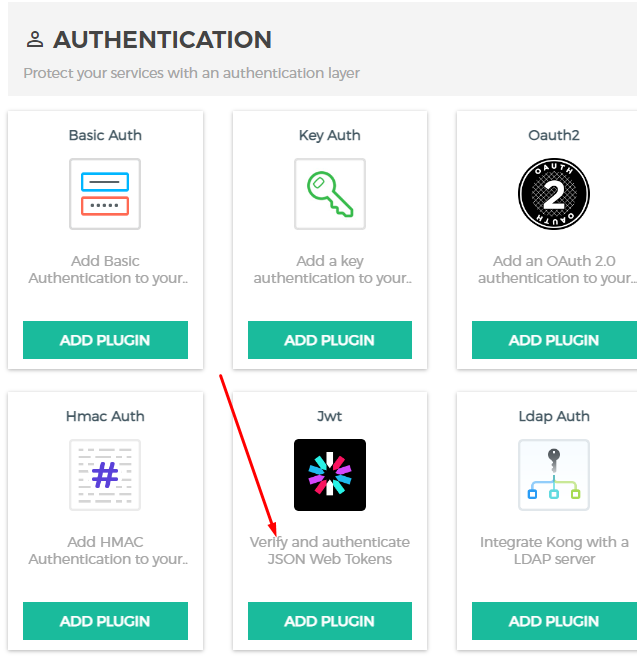 AUTHENTICATION
Protect your services with an authentication layer
Basic Auth
Add Basic
Authentication to your..
ADD PLUGIN
Key Auth
Add a key
authentication to your..
ADD PLUGIN
Oauth2
OAUTH
2
OAUTH
Add an OAuth 2.0
authentication to your...
ADD PLUGIN
Hmac Auth
#
Add HMAC
Authentication to your..
ADD PLUGIN
Jwt
Verify and authenticate
JSON Web Tokens
ADD PLUGIN
Ldap Auth
Integrate Kong with a
LDAP server
ADD PLUGIN